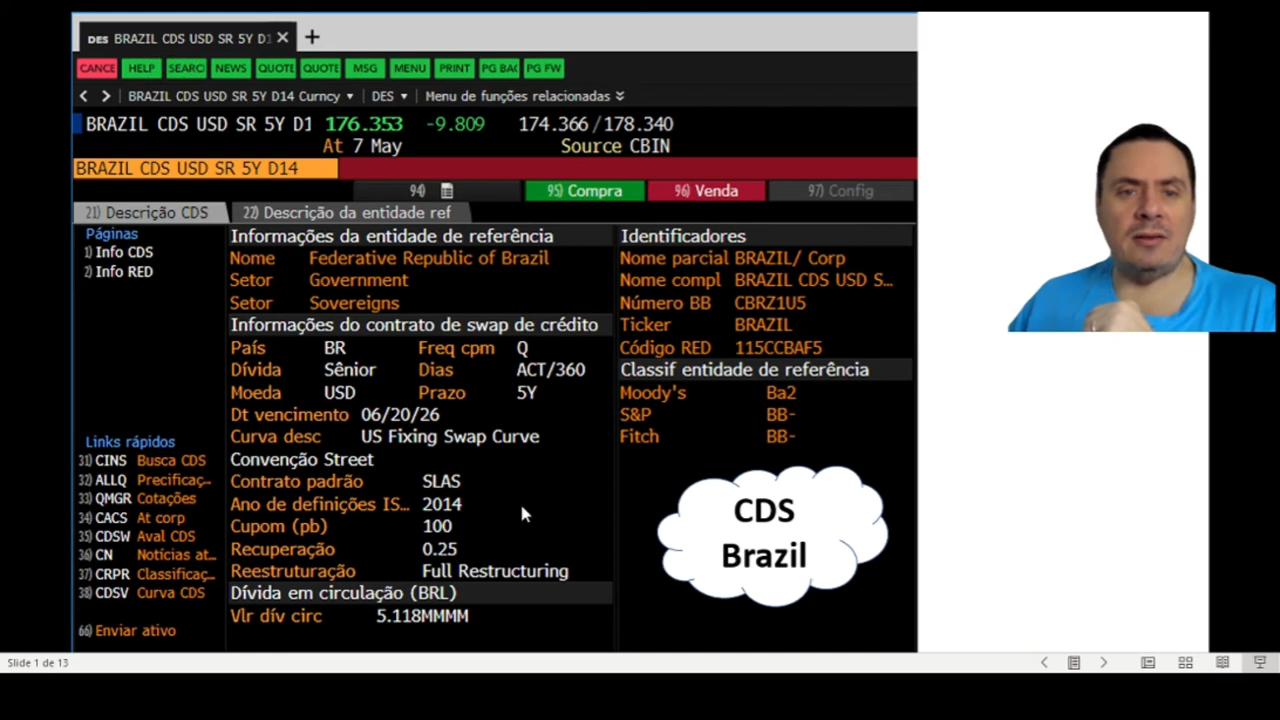 DES BRAZIL CDS USD SR 5Y D1 × +
CANCE HELP SEARC NEWS QUOTE QUOTE MSG MENU PRINT PG BAC PG FW
< > BRAZIL CDS USD SR 5Y D14 Curncy DES Menu de funções relacionadas
BRAZIL CDS USD SR 5Y D1 176.353 -9.809 174.366/178.340
At 7 May Source CBIN
BRAZIL CDS USD SR 5Y D14
94) 95) Compra 96) Venda 97) Config
21) Descrição CDS 22) Descrição da entidade ref
Páginas
1) Info CDS
2) Info RED
Informações da entidade de referência
Nome Federative Republic of Brazil
Setor Government
Setor Sovereigns
Informações do contrato de swap de crédito
País BR Freq cpm Q
Dívida Sênior Dias ACT/360
Moeda USD Prazo 5Y
Dt vencimento 06/20/26
Curva desc US Fixing Swap Curve
Convenção Street
Contrato padrão SLAS
Ano de definições IS... 2014
Cupom (pb) 100
Recuperação 0.25
Reestruturação Full Restructuring
Dívida em circulação (BRL)
Vlr dív circ 5.118MMMM
Identificadores
Nome parcial BRAZIL/ Corp
Nome compl BRAZIL CDS USD S...
Número BB CBRZ1U5
Ticker BRAZIL
Código RED 115CCBAF5
Classif entidade de referência
Moody's Ba2
S&P BB-
Fitch BB-
Links rápidos
31) CINS Busca CDS
32) ALLQ Precificaç...
33) QMGR Cotações
34) CACS At corp
35) CDSW Aval CDS
36) CN Notícias at...
37) CRPR Classificaç...
38) CDSV Curva CDS
66) Enviar ativo
CDS
Brazil
Slide 1 de 13